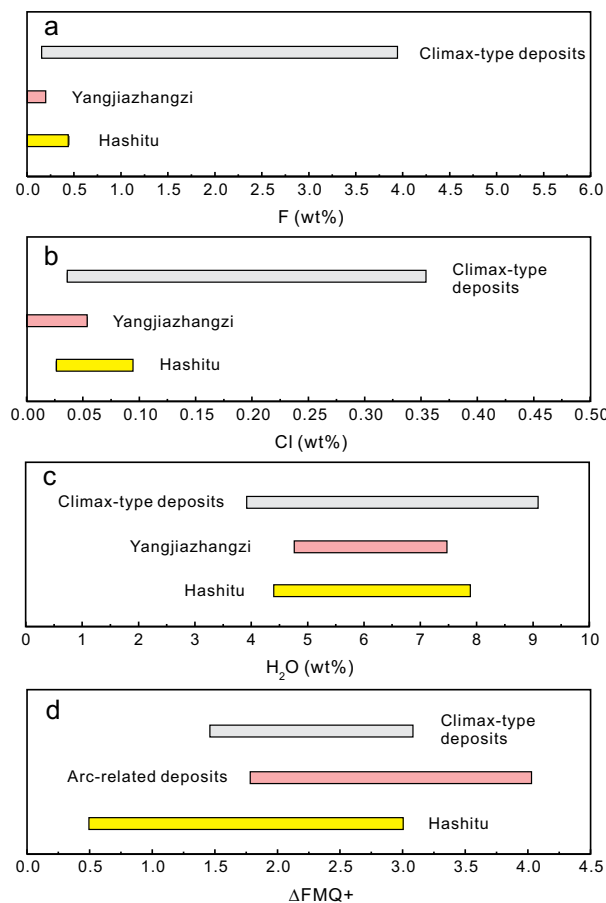 a
Climax-type deposits
Yangjiazhangzi
Hashitu
0.0 0.5 1.0 1.5 2.0 2.5 3.0 3.5 4.0 4.5 5.0 5.5 6.0
F (wt%)
b
Climax-type
deposits
Yangjiazhangzi
Hashitu
0.00 0.05 0.10 0.15 0.20 0.25 0.30 0.35 0.40 0.45 0.50
Cl (wt%)
c
Climax-type deposits
Yangjiazhangzi
Hashitu
0 1 2 3 4 5 6 7 8 9 10
H₂O (wt%)
d
Climax-type
deposits
Arc-related deposits
Hashitu
0.0 0.5 1.0 1.5 2.0 2.5 3.0 3.5 4.0 4.5
ΔFMQ+